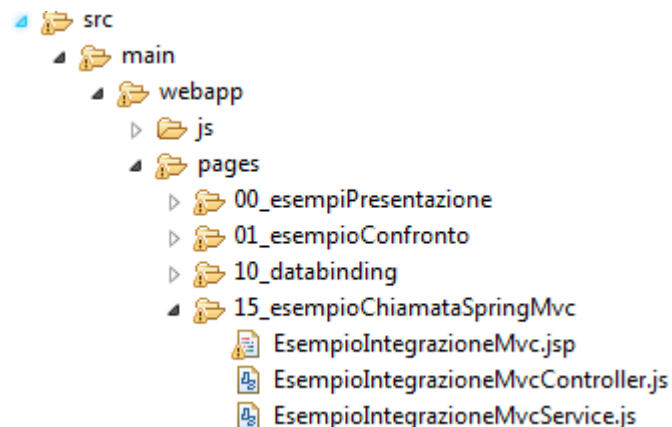 src
main
webapp
js
pages
00_esempiPresentazione
01_esempioConfronto
10_databinding
15_esempioChiamataSpringMvc
EsempioIntegrazioneMvc.jsp
EsempioIntegrazioneMvcController.js
EsempioIntegrazioneMvcService.js